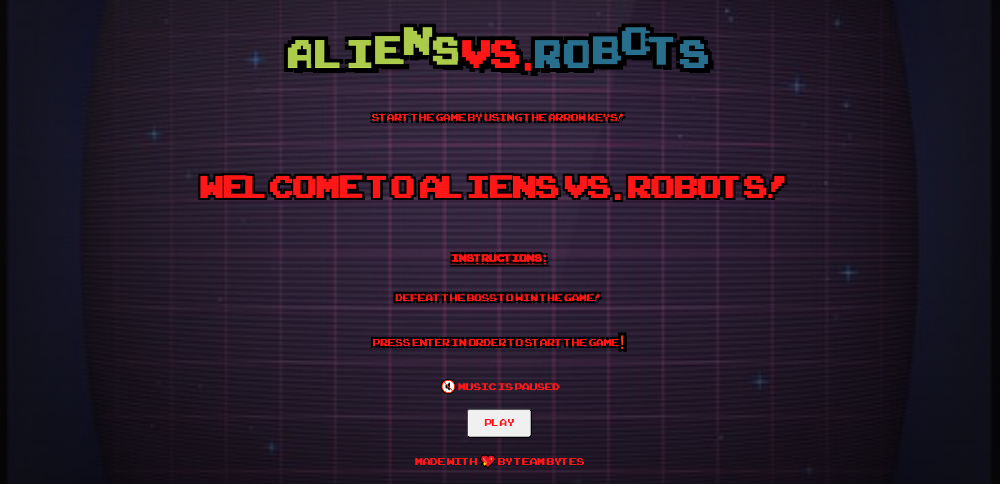 ALIENS VS. ROBOTS
START THE GAME BY USING THE ARROW KEYS!
WELCOME TO ALIENS VS. ROBOTS!
INSTRUCTIONS:
DEFEAT THE BOSS TO WIN THE GAME!
PRESS ENTER IN ORDER TO START THE GAME❗
🔇 MUSIC IS PAUSED
PLAY
MADE WITH 💖 BY TEAM BYTES